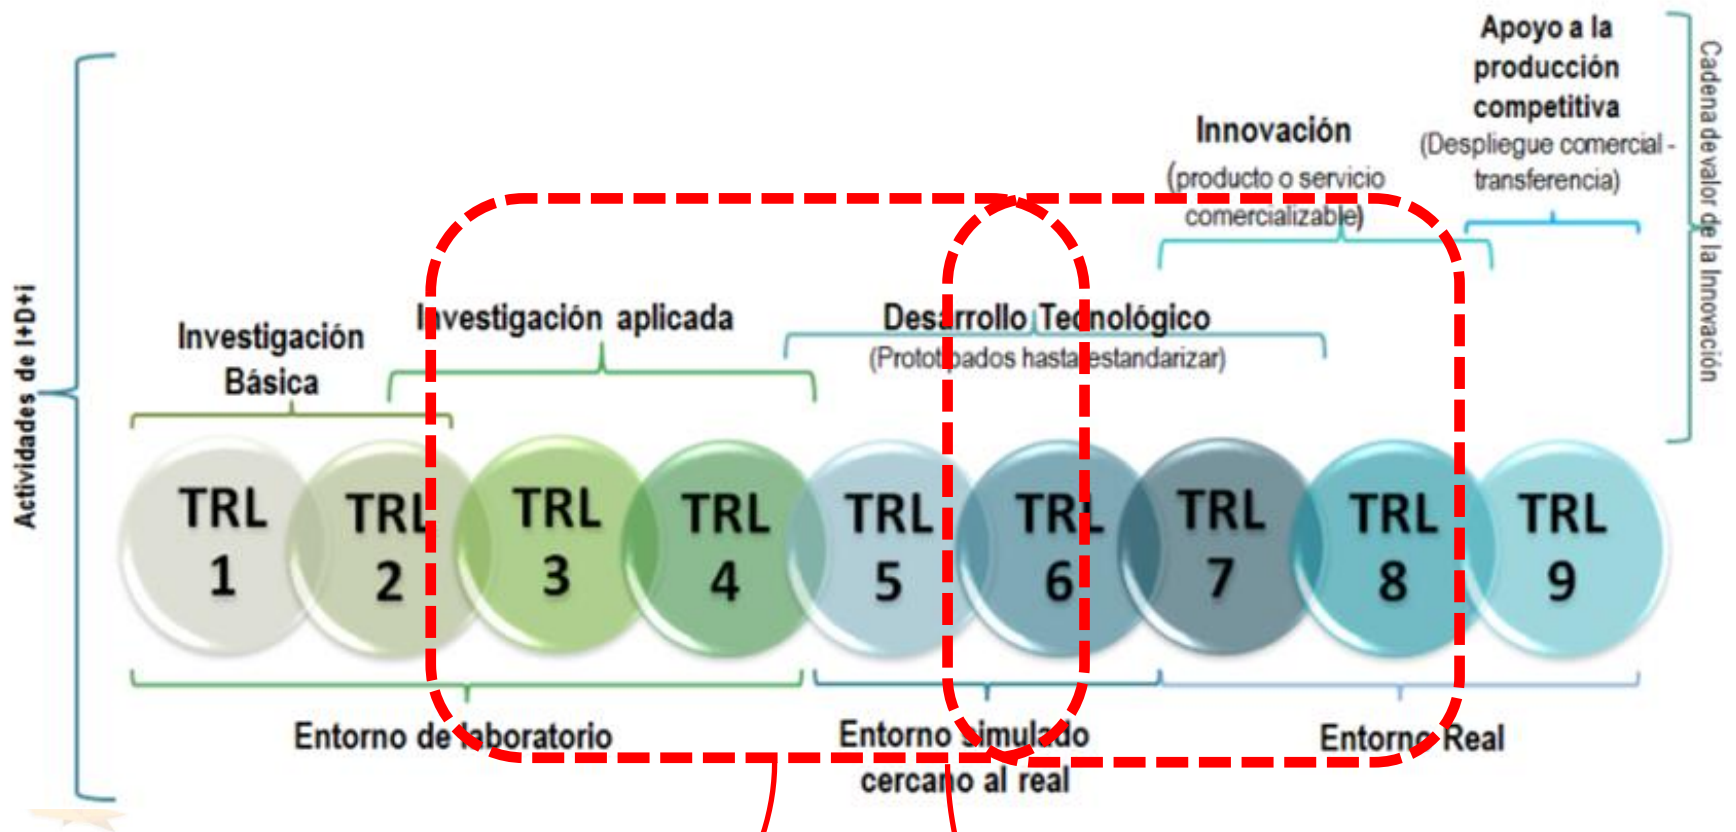 Apoyo a la
producción
competitiva
(Despliegue comercial -
transferencia)
Cadena de valor de la Innovación
Innovación
(producto o servicio
comercializable)
Actividades de I+D+i
Investigación
Básica
Investigación aplicada
Desarrollo Tecnológico
(Prototipados hasta estandarizar)
TRL
1
TRL
2
TRL
3
TRL
4
TRL
5
TRL
6
TRL
7
TRL
8
TRL
9
Entorno de laboratorio
Entorno simulado
cercano al real
Entorno Real